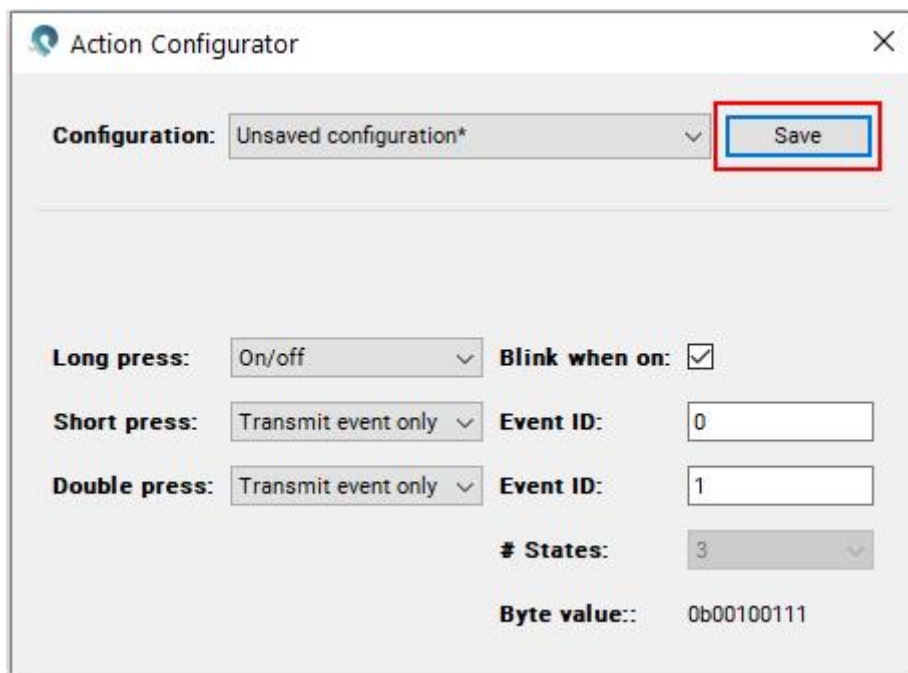 Action Configurator
Configuration: Unsaved configuration* Save
Long press: On/off Blink when on:
Short press: Transmit event only Event ID: 0
Double press: Transmit event only Event ID: 1
# States: 3
Byte value:: 0b00100111